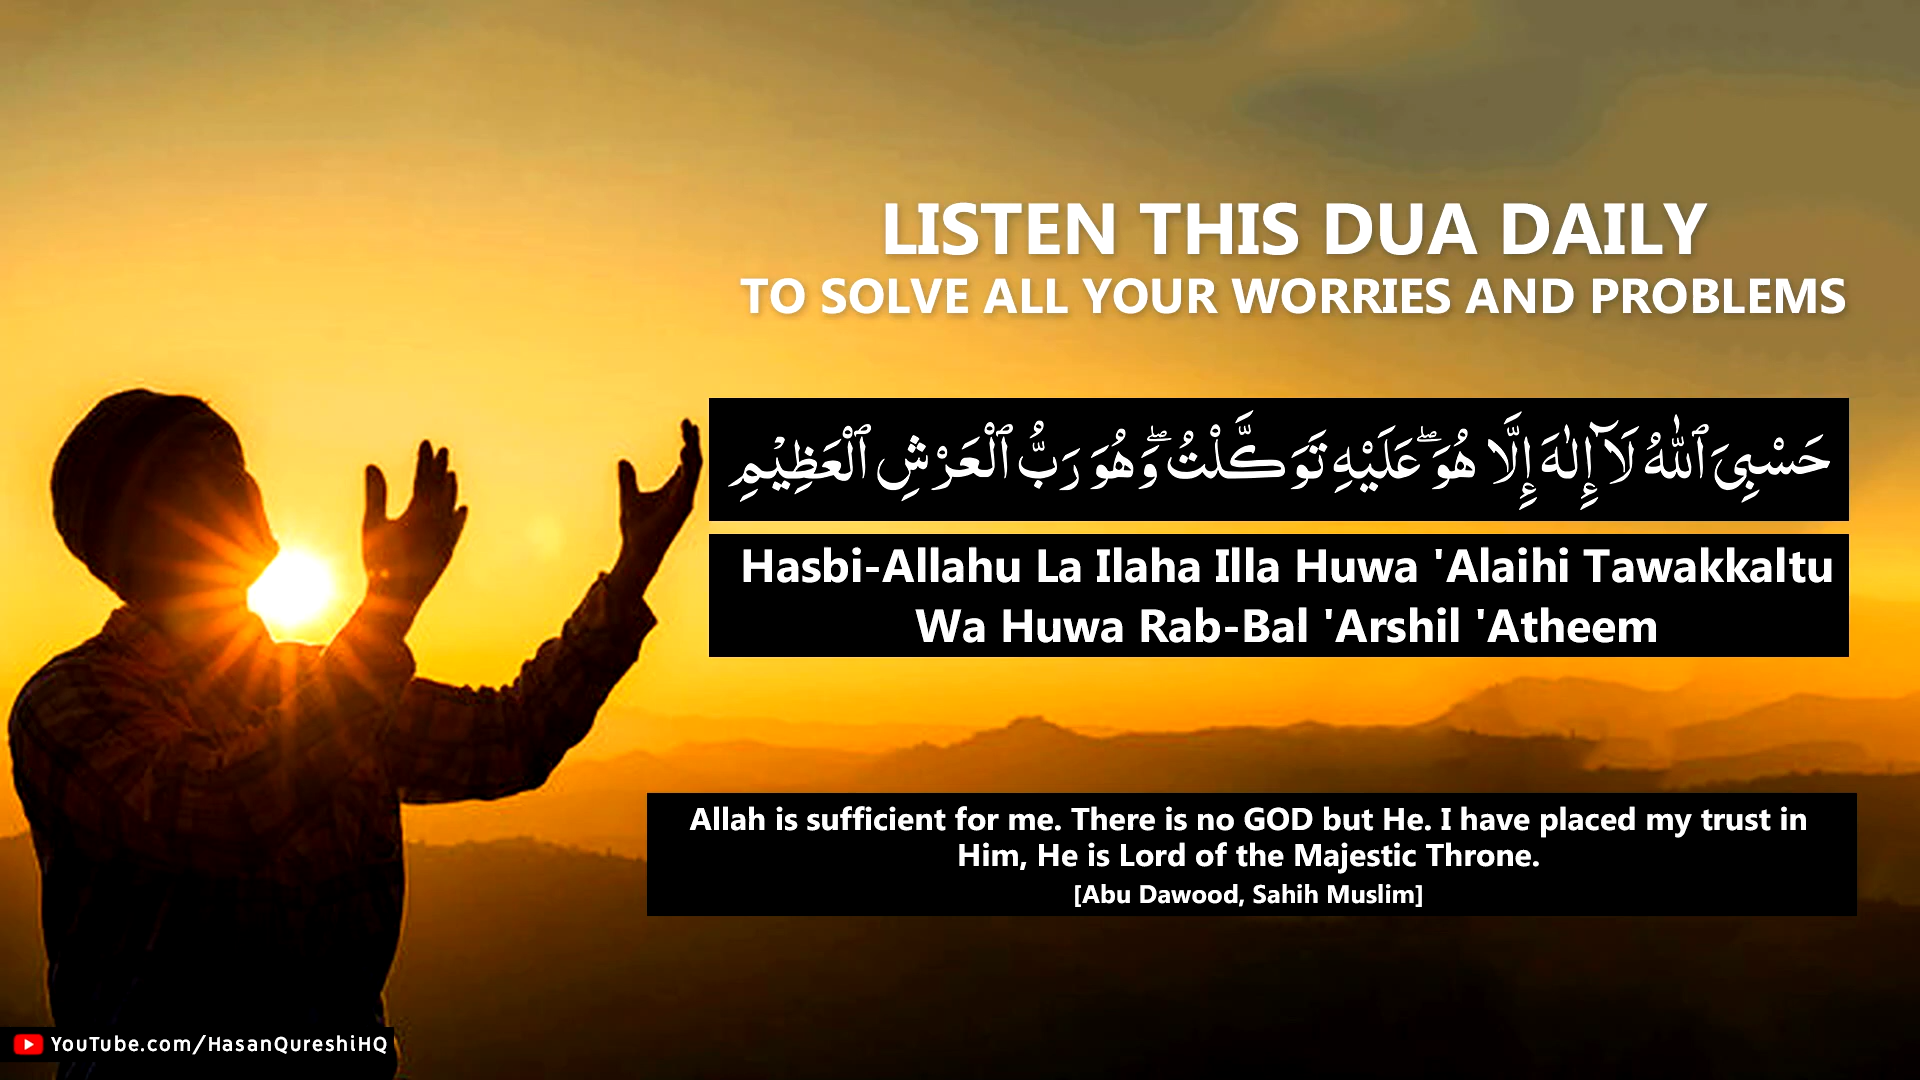 LISTEN THIS DUA DAILY
TO SOLVE ALL YOUR WORRIES AND PROBLEMS
حَسْبِىَ ٱللّٰهُ لَآ إِلٰهَ إِلَّا هُوَ ۖ عَلَيْهِ تَوَكَّلْتُ ۖ وَهُوَ رَبُّ ٱلْعَرْشِ ٱلْعَظِيْمِ
Hasbi-Allahu La Ilaha Illa Huwa 'Alaihi Tawakkaltu
Wa Huwa Rab-Bal 'Arshil 'Atheem
Allah is sufficient for me. There is no GOD but He. I have placed my trust in
Him, He is Lord of the Majestic Throne.
[Abu Dawood, Sahih Muslim]
YouTube.com/HasanQureshiHQ